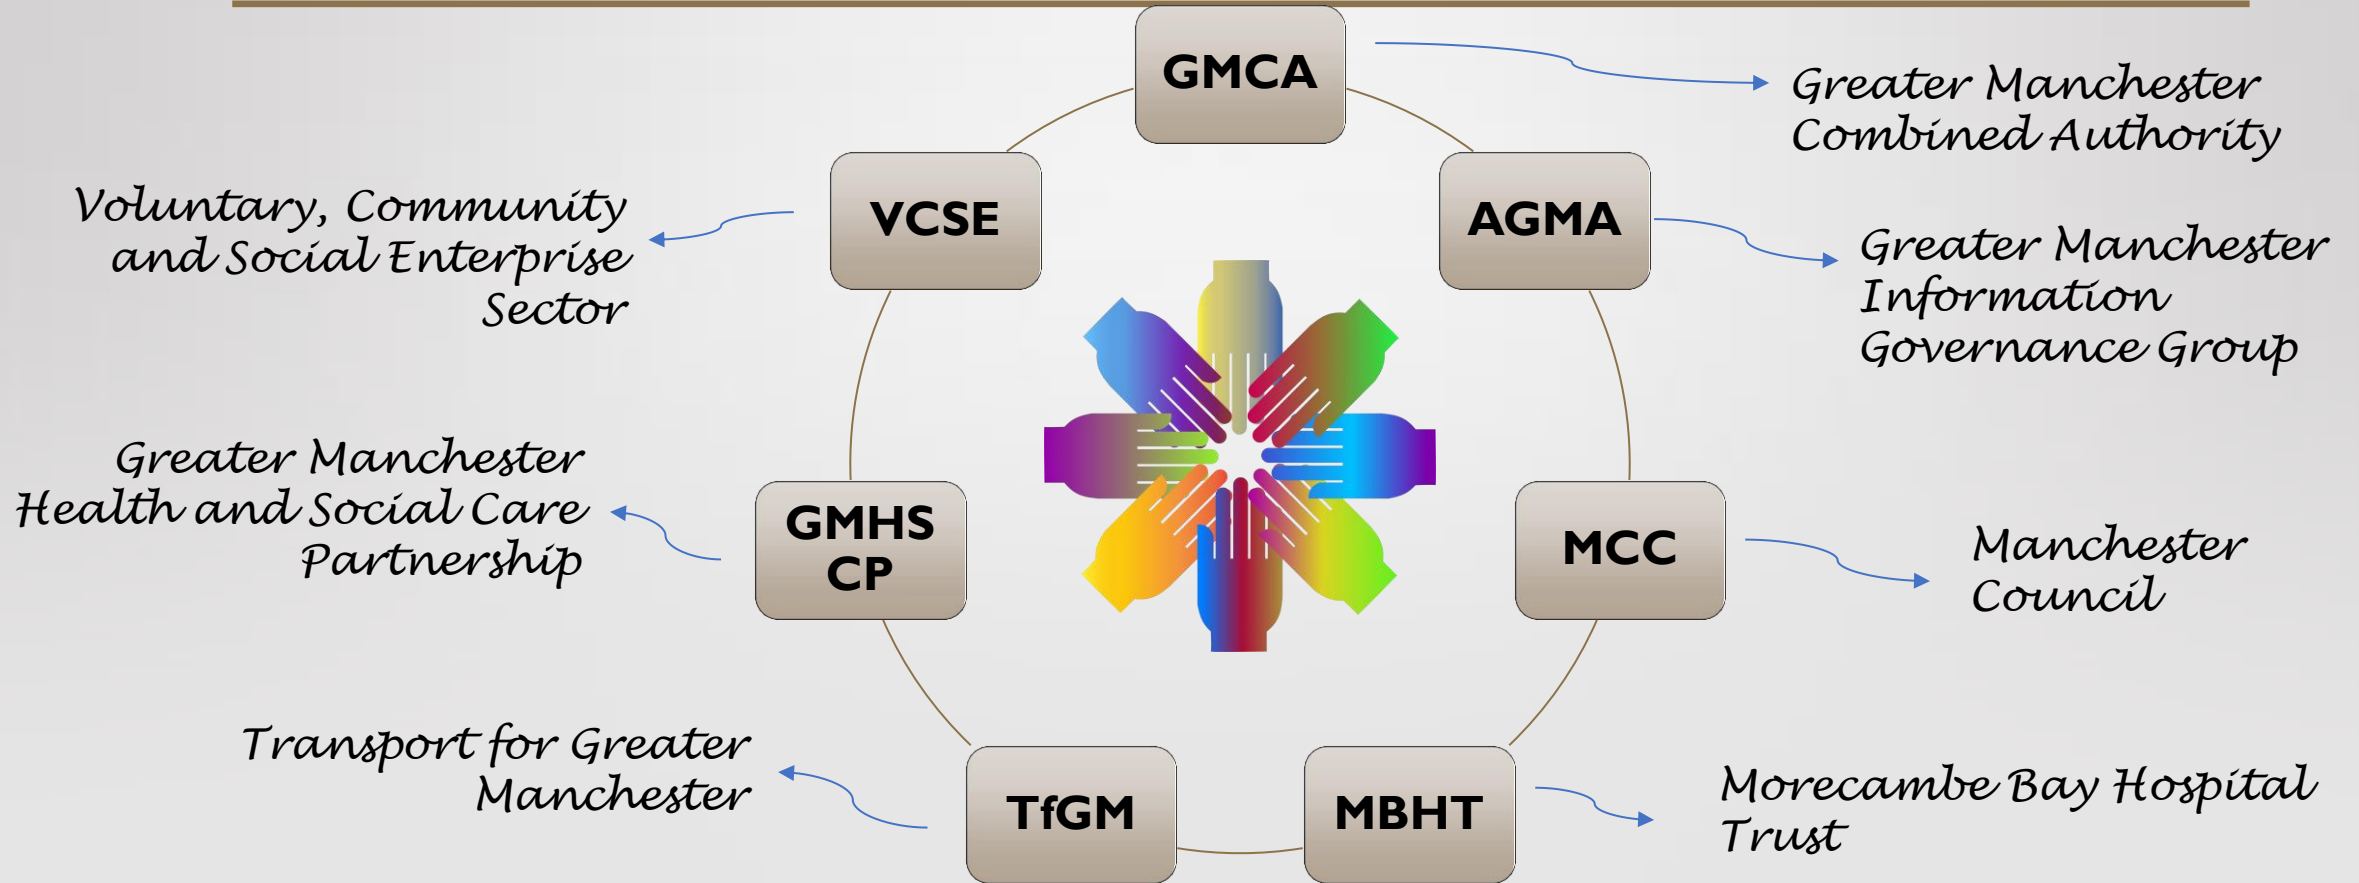 GMCA
Greater Manchester
Combined Authority
AGMA
Greater Manchester
Information
Governance Group
MCC
Manchester
Council
MBHT
Morecambe Bay Hospital
Trust
TfGM
Transport for Greater
Manchester
GMHS
CP
Greater Manchester
Health and Social Care
Partnership
VCSE
Voluntary, Community
and Social Enterprise
Sector